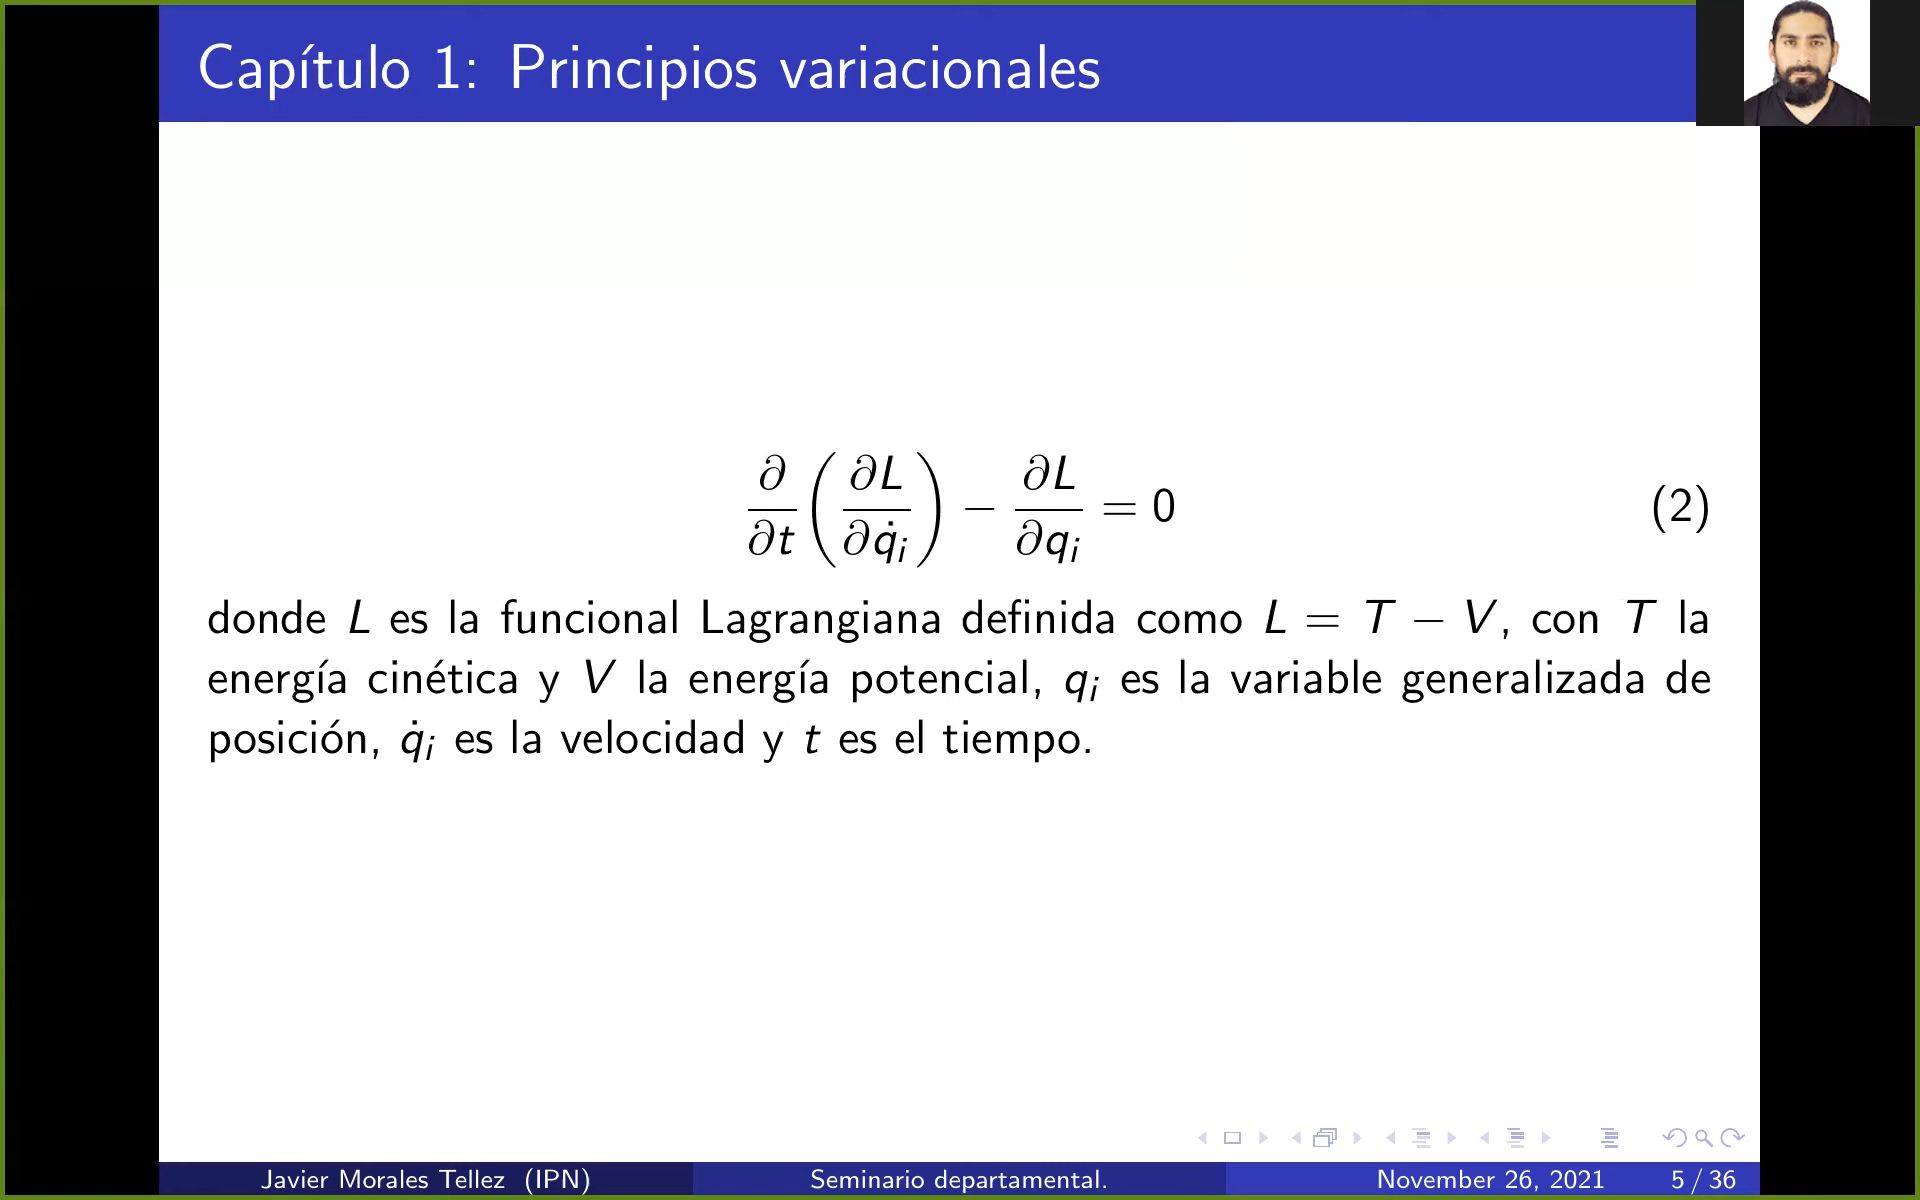 Capítulo 1: Principios variacionales
∂/∂t (∂L/∂q̇ᵢ) − ∂L/∂qᵢ = 0 (2)
donde L es la funcional Lagrangiana definida como L = T − V, con T la
energía cinética y V la energía potencial, qᵢ es la variable generalizada de
posición, q̇ᵢ es la velocidad y t es el tiempo.
Javier Morales Tellez (IPN) Seminario departamental. November 26, 2021 5 / 36